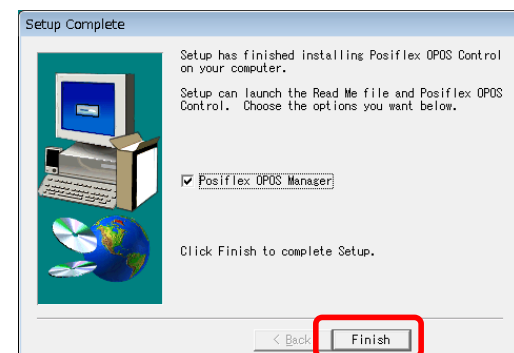 Setup Complete
Setup has finished installing Posiflex OPOS Control
on your computer.
Setup can launch the Read Me file and Posiflex OPOS
Control. Choose the options you want below.
Posiflex OPOS Manager
Click Finish to complete Setup.
< Back
Finish